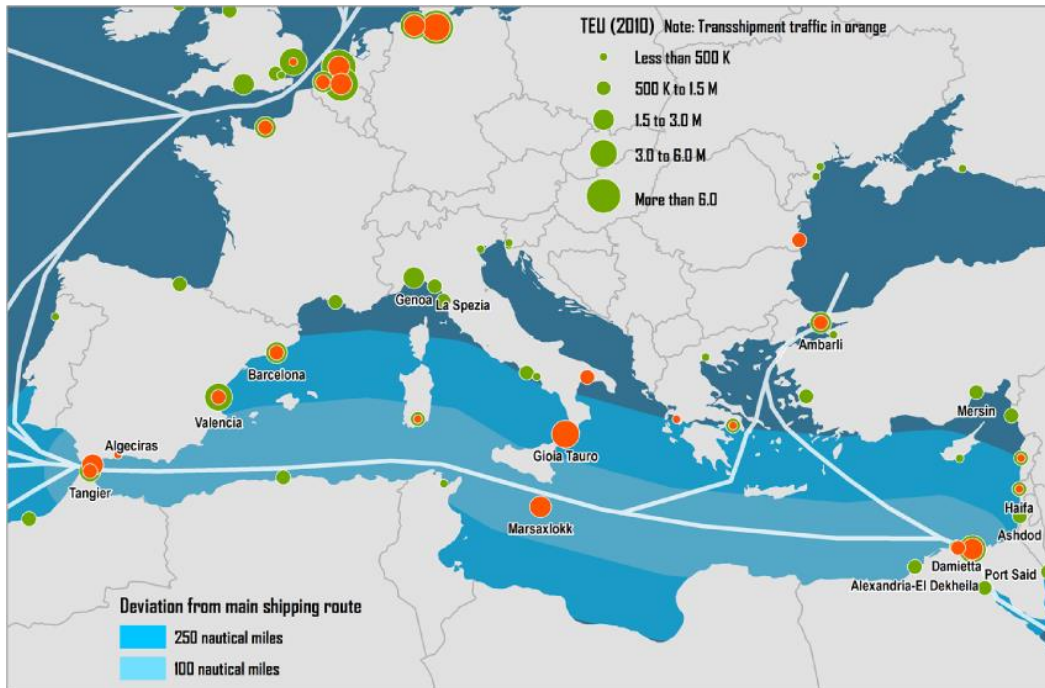 TEU (2010) Note: Transshipment traffic in orange
Less than 500 K
500 K to 1.5 M
1.5 to 3.0 M
3.0 to 6.0 M
More than 6.0
Genoa
La Spezia
Ambarli
Barcelona
Mersin
Valencia
Algeciras
Gioia Tauro
Tangier
Haifa
Marsaxlokk
Ashdod
Damietta
Port Said
Alexandria-El Dekheila
Deviation from main shipping route
250 nautical miles
100 nautical miles